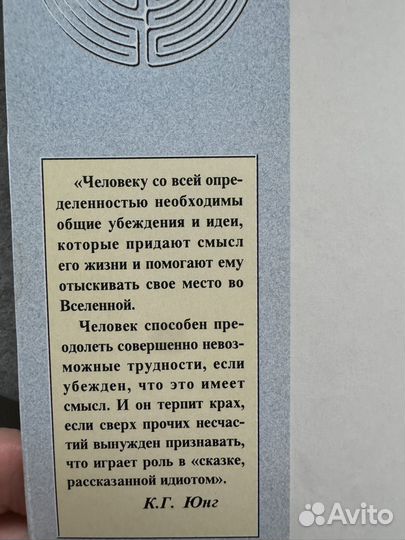 «Человеку со всей опре-
деленностью необходимы
общие убеждения и идеи,
которые придают смысл
его жизни и помогают ему
отыскивать свое место во
Вселенной.
Человек способен пре-
одолеть совершенно невоз-
можные трудности, если
убежден, что это имеет
смысл. И он терпит крах,
если сверх прочих несчас-
тий вынужден признавать,
что играет роль в «сказке,
рассказанной идиотом».
К.Г. Юнг
Avito